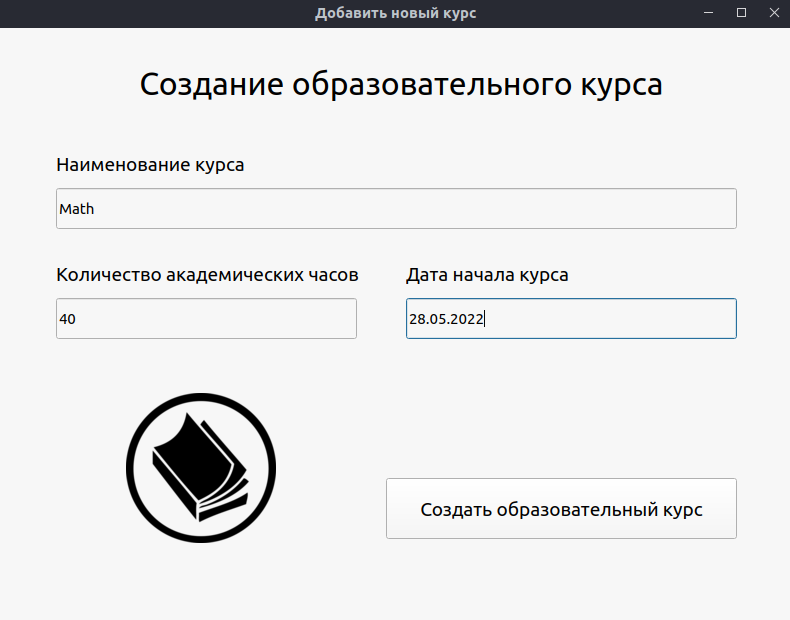 Добавить новый курс
Создание образовательного курса
Наименование курса
Math
Количество академических часов
Дата начала курса
40
28.05.2022
Создать образовательный курс